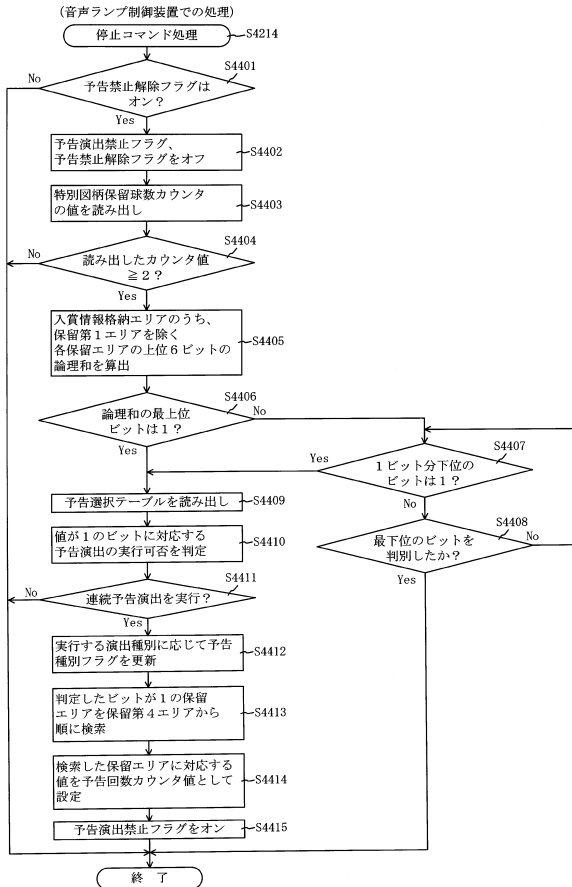 (音声ランプ制御装置での処理)
停止コマンド処理
S4214
S4401
No
予告禁止解除フラグは
オン?
Yes
予告演出禁止フラグ、
予告禁止解除フラグをオフ
S4402
特別図柄保留球数カウンタ
の値を読み出し
S4403
S4404
No
読み出したカウンタ値
≧2?
Yes
入賞情報格納エリアのうち、
保留第1エリアを除く
各保留エリアの上位6ビットの
論理和を算出
S4405
S4406
論理和の最上位
ビットは1?
No
Yes
S4407
Yes
1ビット分下位の
ビットは1?
No
S4408
最下位のビットを
判別したか?
No
Yes
予告選択テーブルを読み出し
S4409
値が1のビットに対応する
予告演出の実行可否を判定
S4410
S4411
No
連続予告演出を実行?
Yes
実行する演出種別に応じて予告
種別フラグを更新
S4412
判定したビットが1の保留
エリアを保留第4エリアから
順に検索
S4413
検索した保留エリアに対応する
値を予告回数カウンタ値として
設定
S4414
予告演出禁止フラグをオン
S4415
終 了